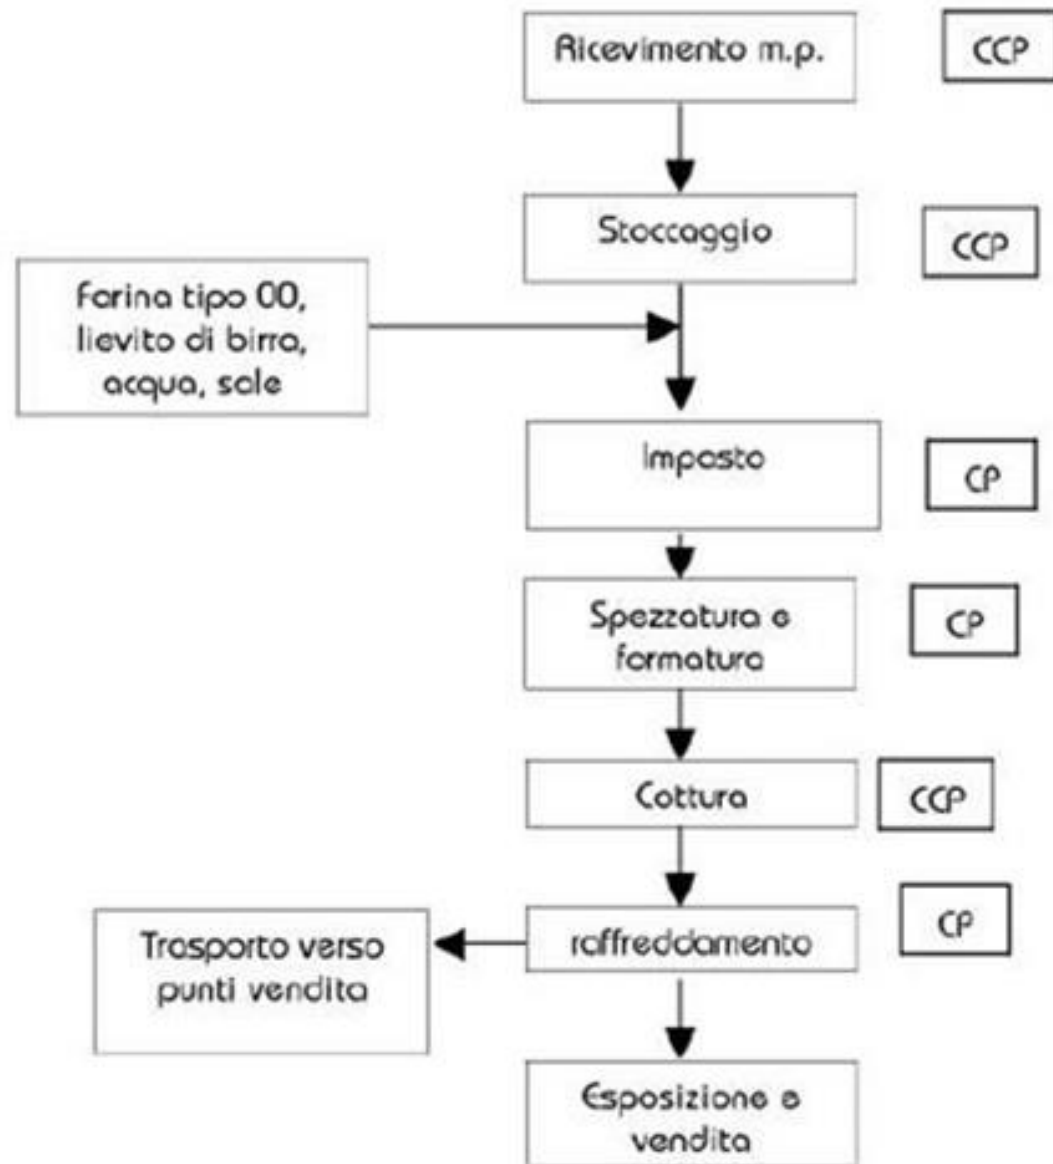 Ricevimento m.p.
CCP
Stoccaggio
CCP
Farina tipo 00,
lievito di birra,
acqua, sale
Impasto
CP
Spezzatura e
formatura
CP
Cottura
CCP
raffreddamento
CP
Trasporto verso
punti vendita
Esposizione e
vendita